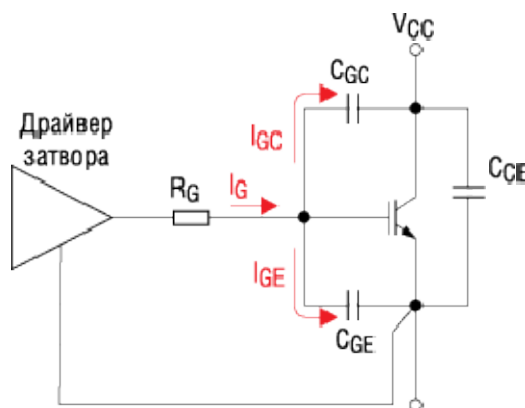 V_CC
C_GC
Драйвер
затвора
I_GC
C_CE
R_G
I_G
I_GE
C_GE